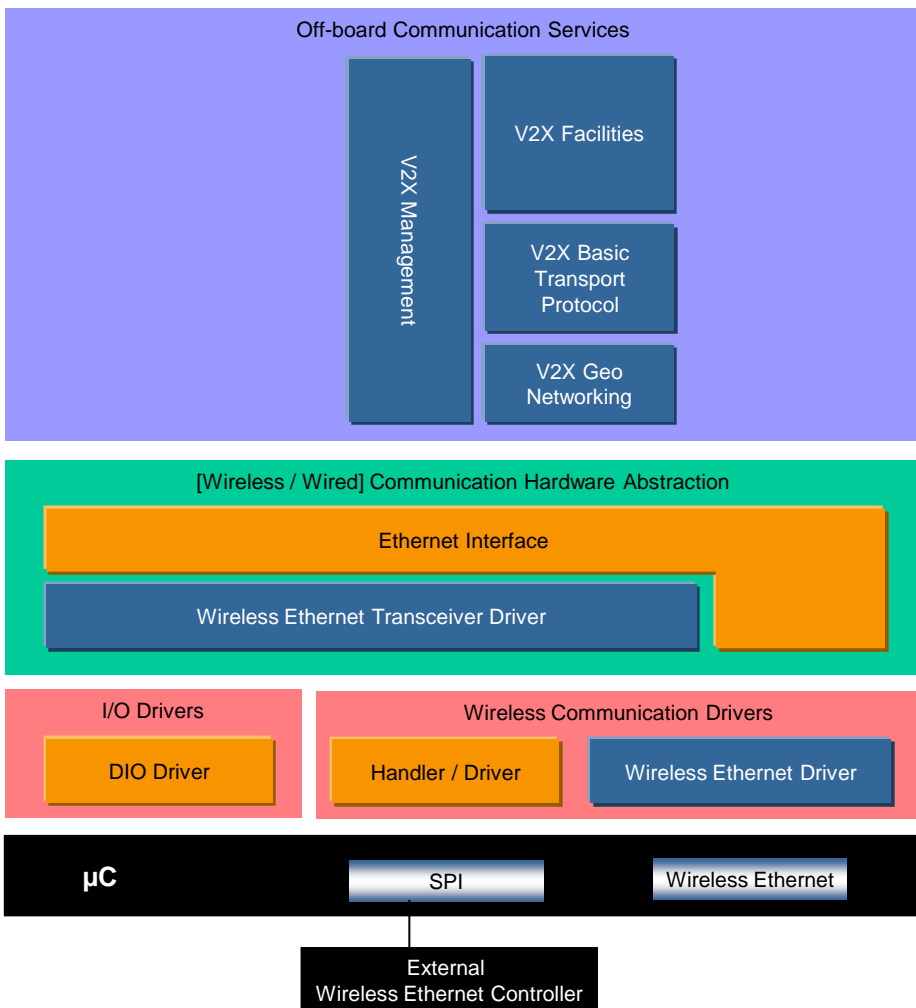 Off-board Communication Services
V2X Management
V2X Facilities
V2X Basic
Transport
Protocol
V2X Geo
Networking
[Wireless / Wired] Communication Hardware Abstraction
Ethernet Interface
Wireless Ethernet Transceiver Driver
I/O Drivers
DIO Driver
Wireless Communication Drivers
Handler / Driver
Wireless Ethernet Driver
µC
SPI
Wireless Ethernet
External
Wireless Ethernet Controller